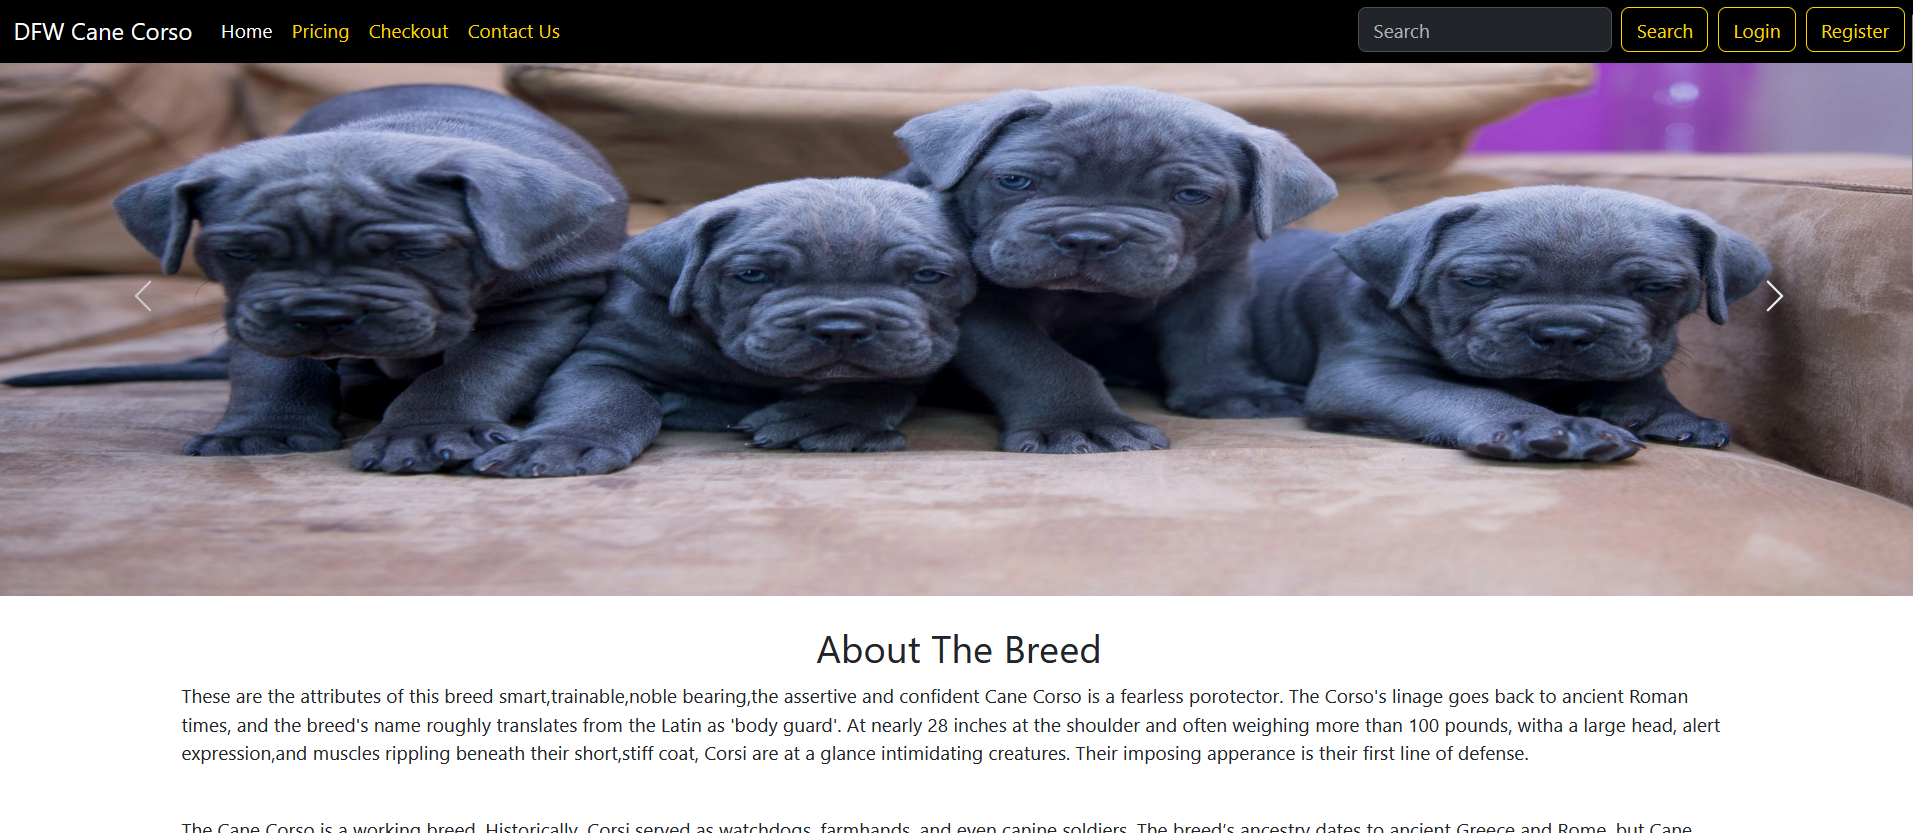 DFW Cane Corso Home Pricing Checkout Contact Us Search Search Login Register
About The Breed
These are the attributes of this breed smart,trainable,noble bearing,the assertive and confident Cane Corso is a fearless porotector. The Corso's linage goes back to ancient Roman
times, and the breed's name roughly translates from the Latin as 'body guard'. At nearly 28 inches at the shoulder and often weighing more than 100 pounds, witha a large head, alert
expression,and muscles rippling beneath their short,stiff coat, Corsi are at a glance intimidating creatures. Their imposing apperance is their first line of defense.
The Cane Corso is a working breed. Historically, Corsi served as watchdogs, farmhands, and even canine soldiers. The breed’s ancestry dates to ancient Greece and Rome, but Cane